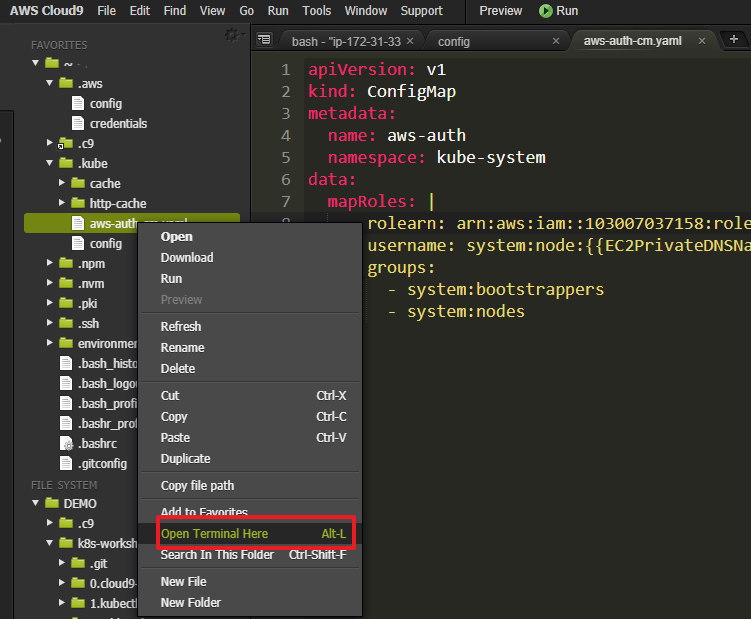 AWS Cloud9 File Edit Find View Go Run Tools Window Support Preview Run
FAVORITES
~
.aws
config
credentials
.c9
.kube
cache
http-cache
aws-auth-cm.yaml
config
.npm
.nvm
.pki
.ssh
environmen
.bash_histo
.bash_logou
.bash_profi
.bashr_prof
.bashrc
.gitconfig
FILE SYSTEM
DEMO
.c9
k8s-worksh
.git
0.cloud9-
1.kubectl
bash - "ip-172-31-33 × config × aws-auth-cm.yaml × +
1 apiVersion: v1
2 kind: ConfigMap
3 metadata:
4 name: aws-auth
5 namespace: kube-system
6 data:
7 mapRoles: |
8 rolearn: arn:aws:iam::103007037158:role
username: system:node:{{EC2PrivateDNSNa
groups:
- system:bootstrappers
- system:nodes
Open
Download
Run
Preview
Refresh
Rename
Delete
Cut Ctrl-X
Copy Ctrl-C
Paste Ctrl-V
Duplicate
Copy file path
Add to Favorites
Open Terminal Here Alt-L
Search In This Folder Ctrl-Shift-F
New File
New Folder